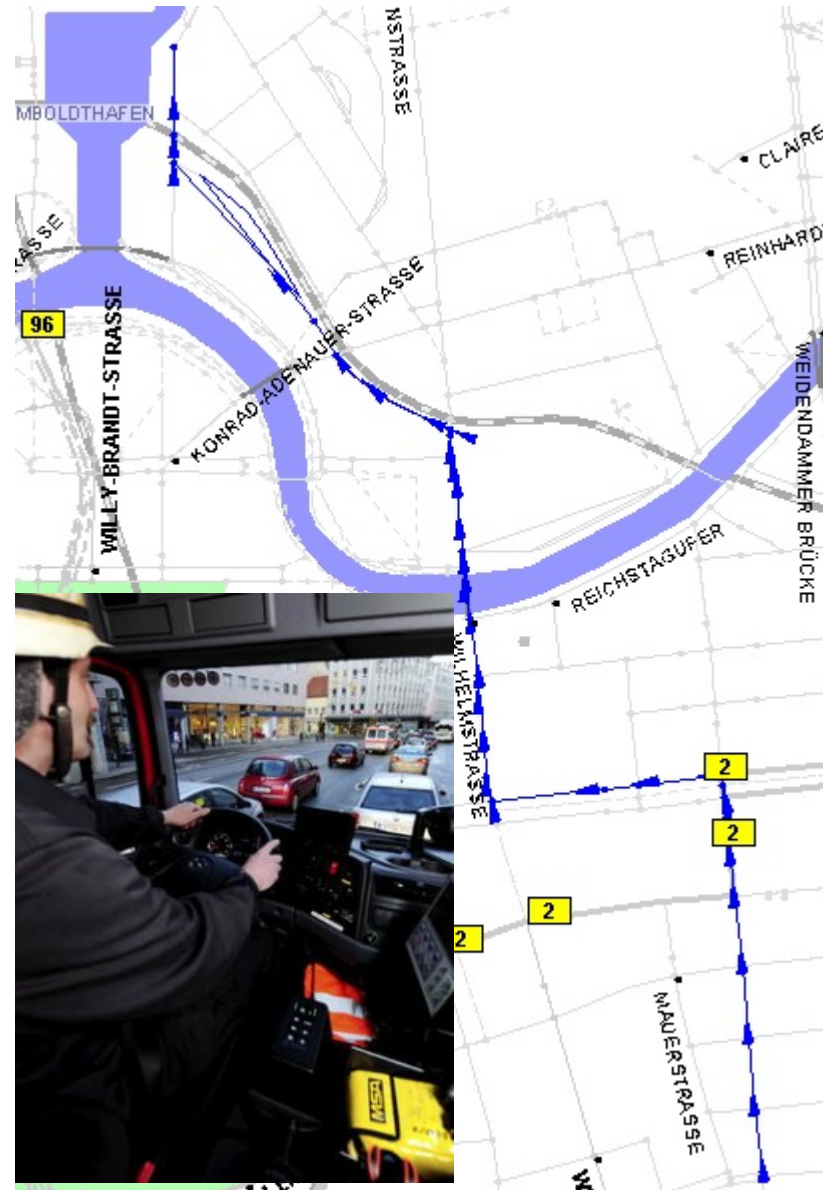 NSTRASSE
MBOLDTHAFEN
CLAIRE
RASSE
REINHARD
96
WILLY-BRANDT-STRASSE
KONRAD-ADENAUER-STRASSE
WEIDENDAMMER BRÜCKE
REICHSTAGUFER
WILHELMSTRASSE
2
2
2
2
MAUERSTRASSE
MSA
W